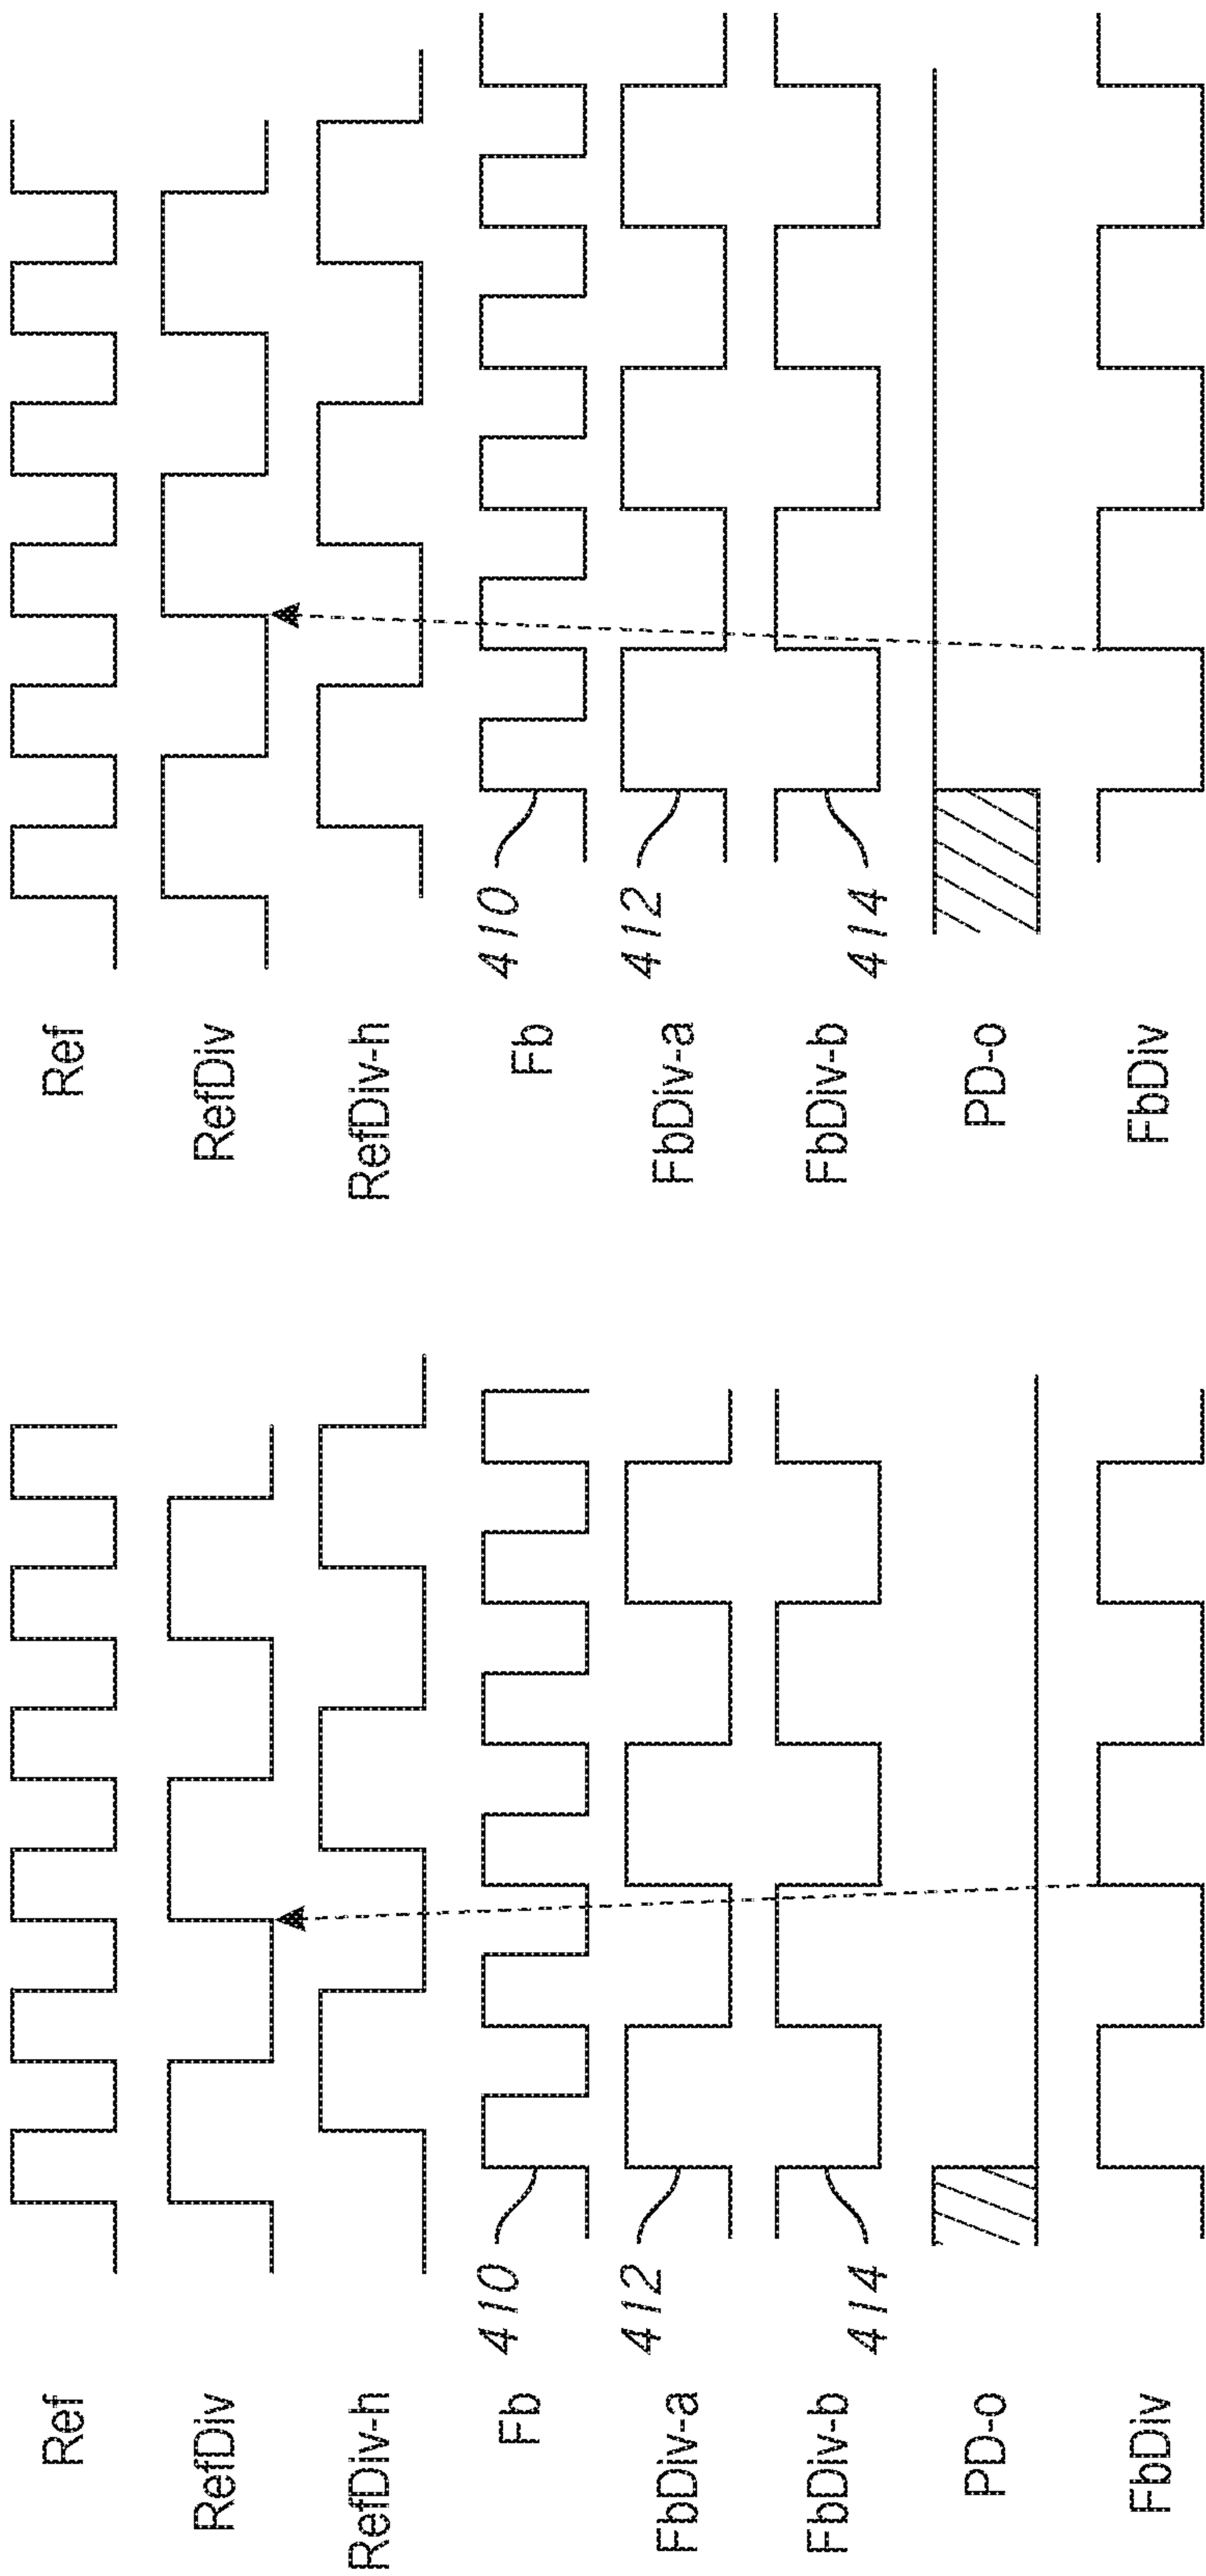 Ref
RefDiv
RefDiv-h
Fb
410
FbDiv-a
412
FbDiv-b
414
PD-o
FbDiv
Ref
RefDiv
RefDiv-h
Fb
410
FbDiv-a
412
FbDiv-b
414
PD-o
FbDiv